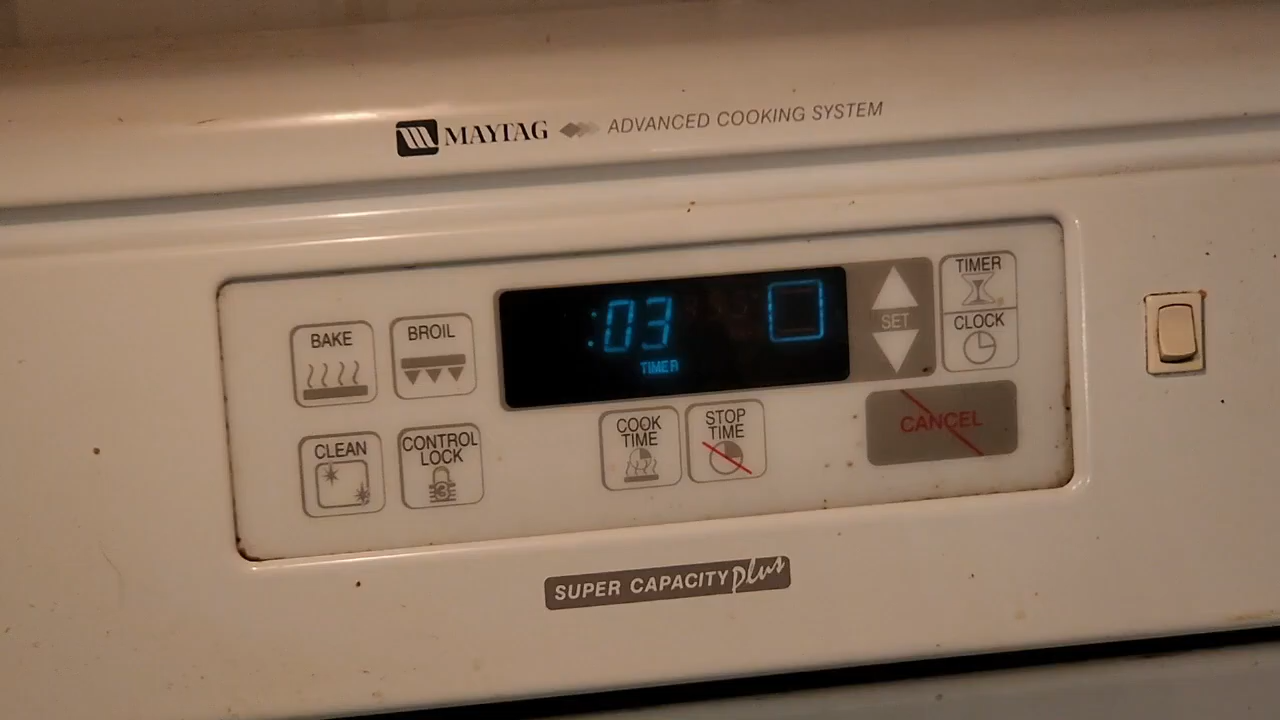 MAYTAG ADVANCED COOKING SYSTEM
BAKE
BROIL
:03
TIMER
SET
TIMER
CLOCK
CLEAN
CONTROL
LOCK
3
COOK
TIME
STOP
TIME
CANCEL
SUPER CAPACITY plus